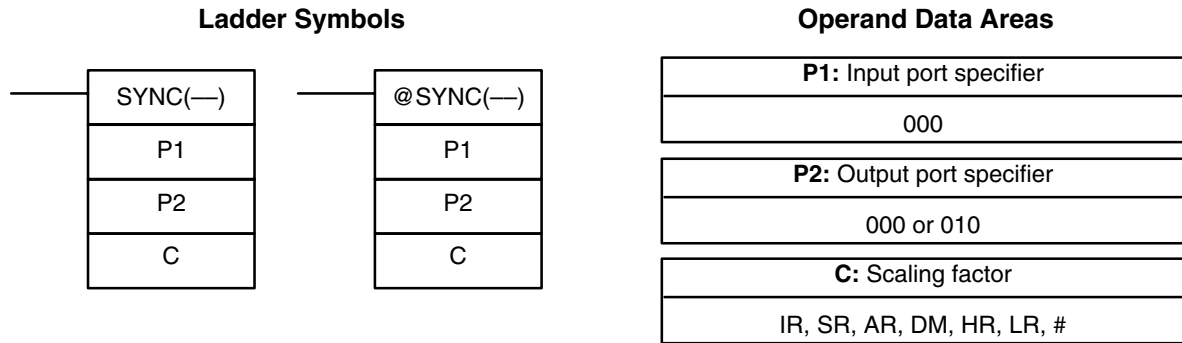 Ladder Symbols
SYNC(––)
P1
P2
C
@SYNC(––)
P1
P2
C
Operand Data Areas
P1: Input port specifier
000
P2: Output port specifier
000 or 010
C: Scaling factor
IR, SR, AR, DM, HR, LR, #